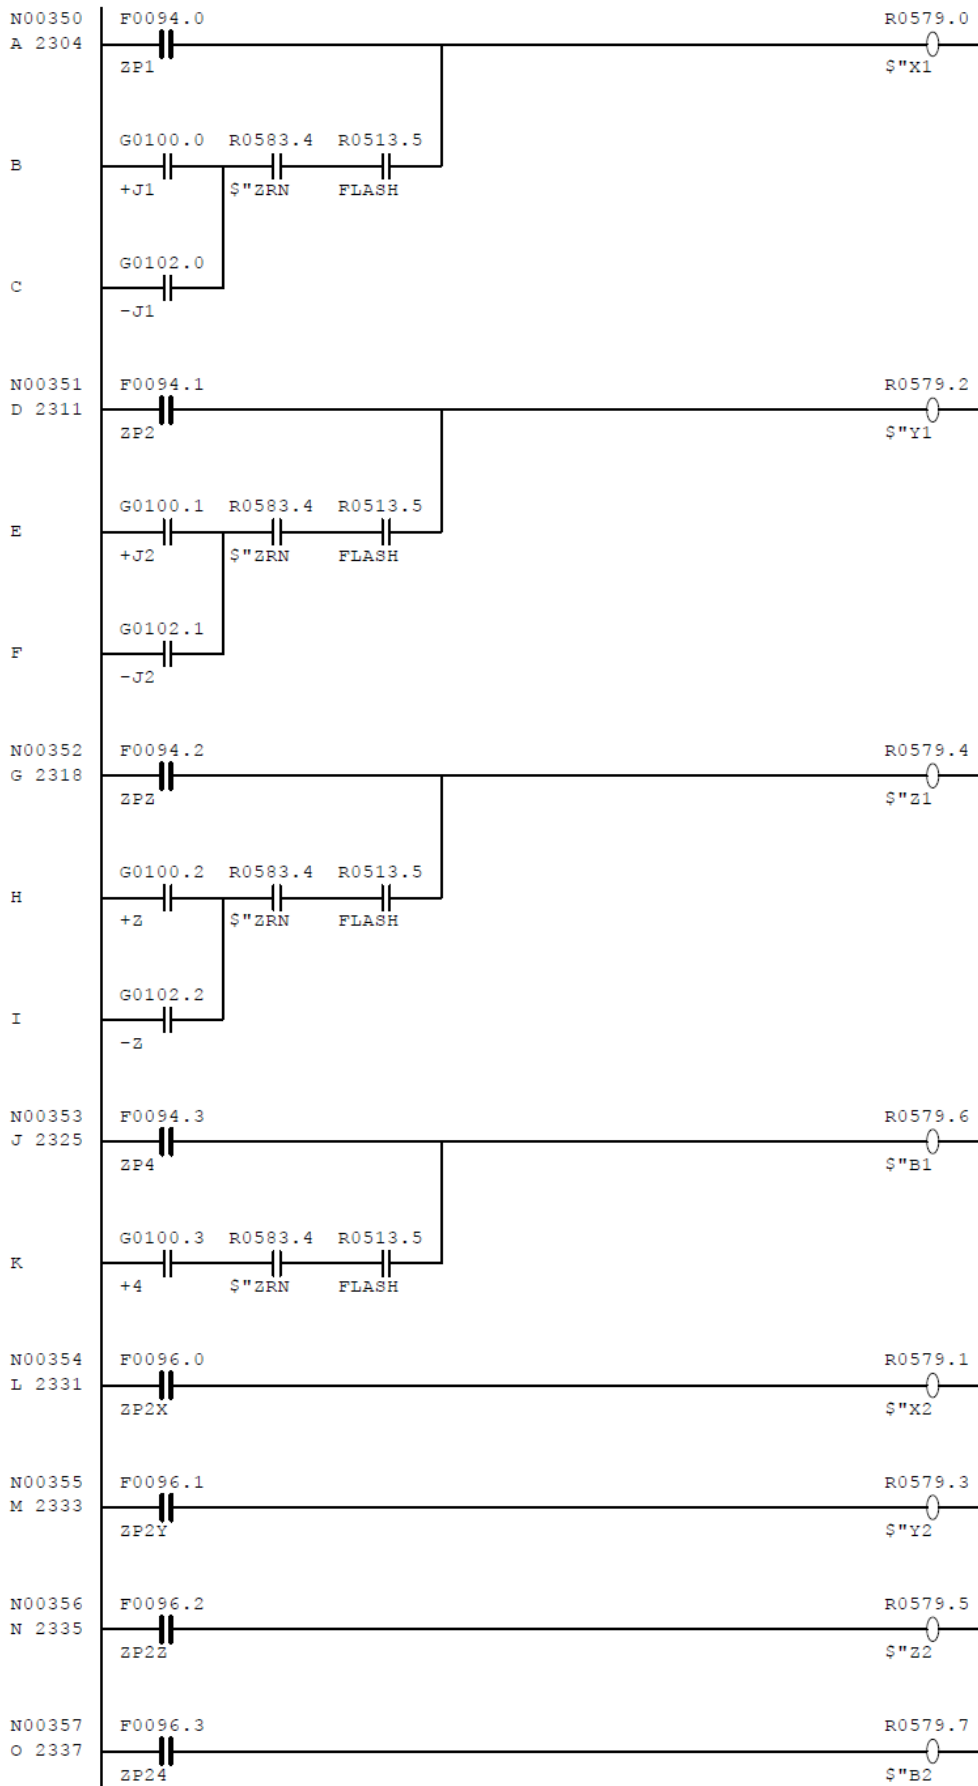 N00350 F0094.0 R0579.0
A 2304
ZP1 $"X1
G0100.0 R0583.4 R0513.5
B
+J1 $"ZRN FLASH
G0102.0
C
-J1
N00351 F0094.1 R0579.2
D 2311
ZP2 $"Y1
G0100.1 R0583.4 R0513.5
E
+J2 $"ZRN FLASH
G0102.1
F
-J2
N00352 F0094.2 R0579.4
G 2318
ZPZ $"Z1
G0100.2 R0583.4 R0513.5
H
+Z $"ZRN FLASH
G0102.2
I
-Z
N00353 F0094.3 R0579.6
J 2325
ZP4 $"B1
G0100.3 R0583.4 R0513.5
K
+4 $"ZRN FLASH
N00354 F0096.0 R0579.1
L 2331
ZP2X $"X2
N00355 F0096.1 R0579.3
M 2333
ZP2Y $"Y2
N00356 F0096.2 R0579.5
N 2335
ZP2Z $"Z2
N00357 F0096.3 R0579.7
O 2337
ZP24 $"B2